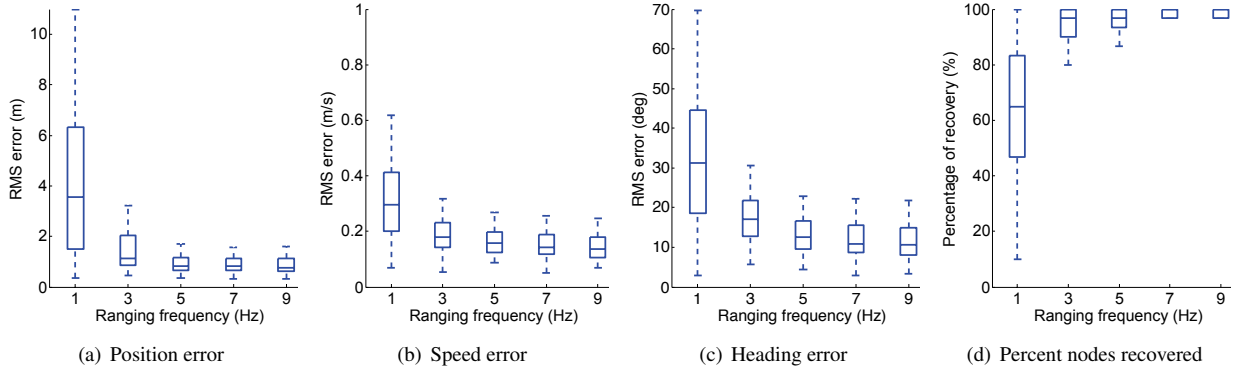 RMS error (m)
10
8
6
4
2
0
1 3 5 7 9
Ranging frequency (Hz)
(a) Position error
RMS error (m/s)
1
0.8
0.6
0.4
0.2
0
1 3 5 7 9
Ranging frequency (Hz)
(b) Speed error
RMS error (deg)
70
60
50
40
30
20
10
0
1 3 5 7 9
Ranging frequency (Hz)
(c) Heading error
Percentage of recovery (%)
100
80
60
40
20
0
1 3 5 7 9
Ranging frequency (Hz)
(d) Percent nodes recovered